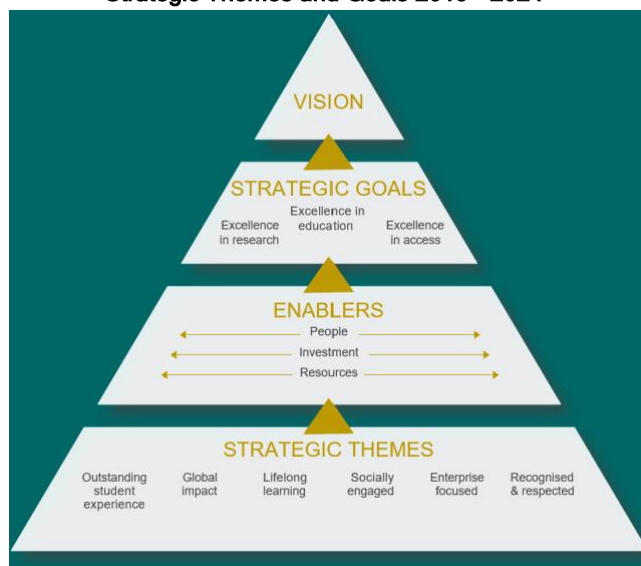 VISION
STRATEGIC GOALS
Excellence in research
Excellence in education
Excellence in access
ENABLERS
People
Investment
Resources
STRATEGIC THEMES
Outstanding student experience
Global impact
Lifelong learning
Socially engaged
Enterprise focused
Recognised & respected